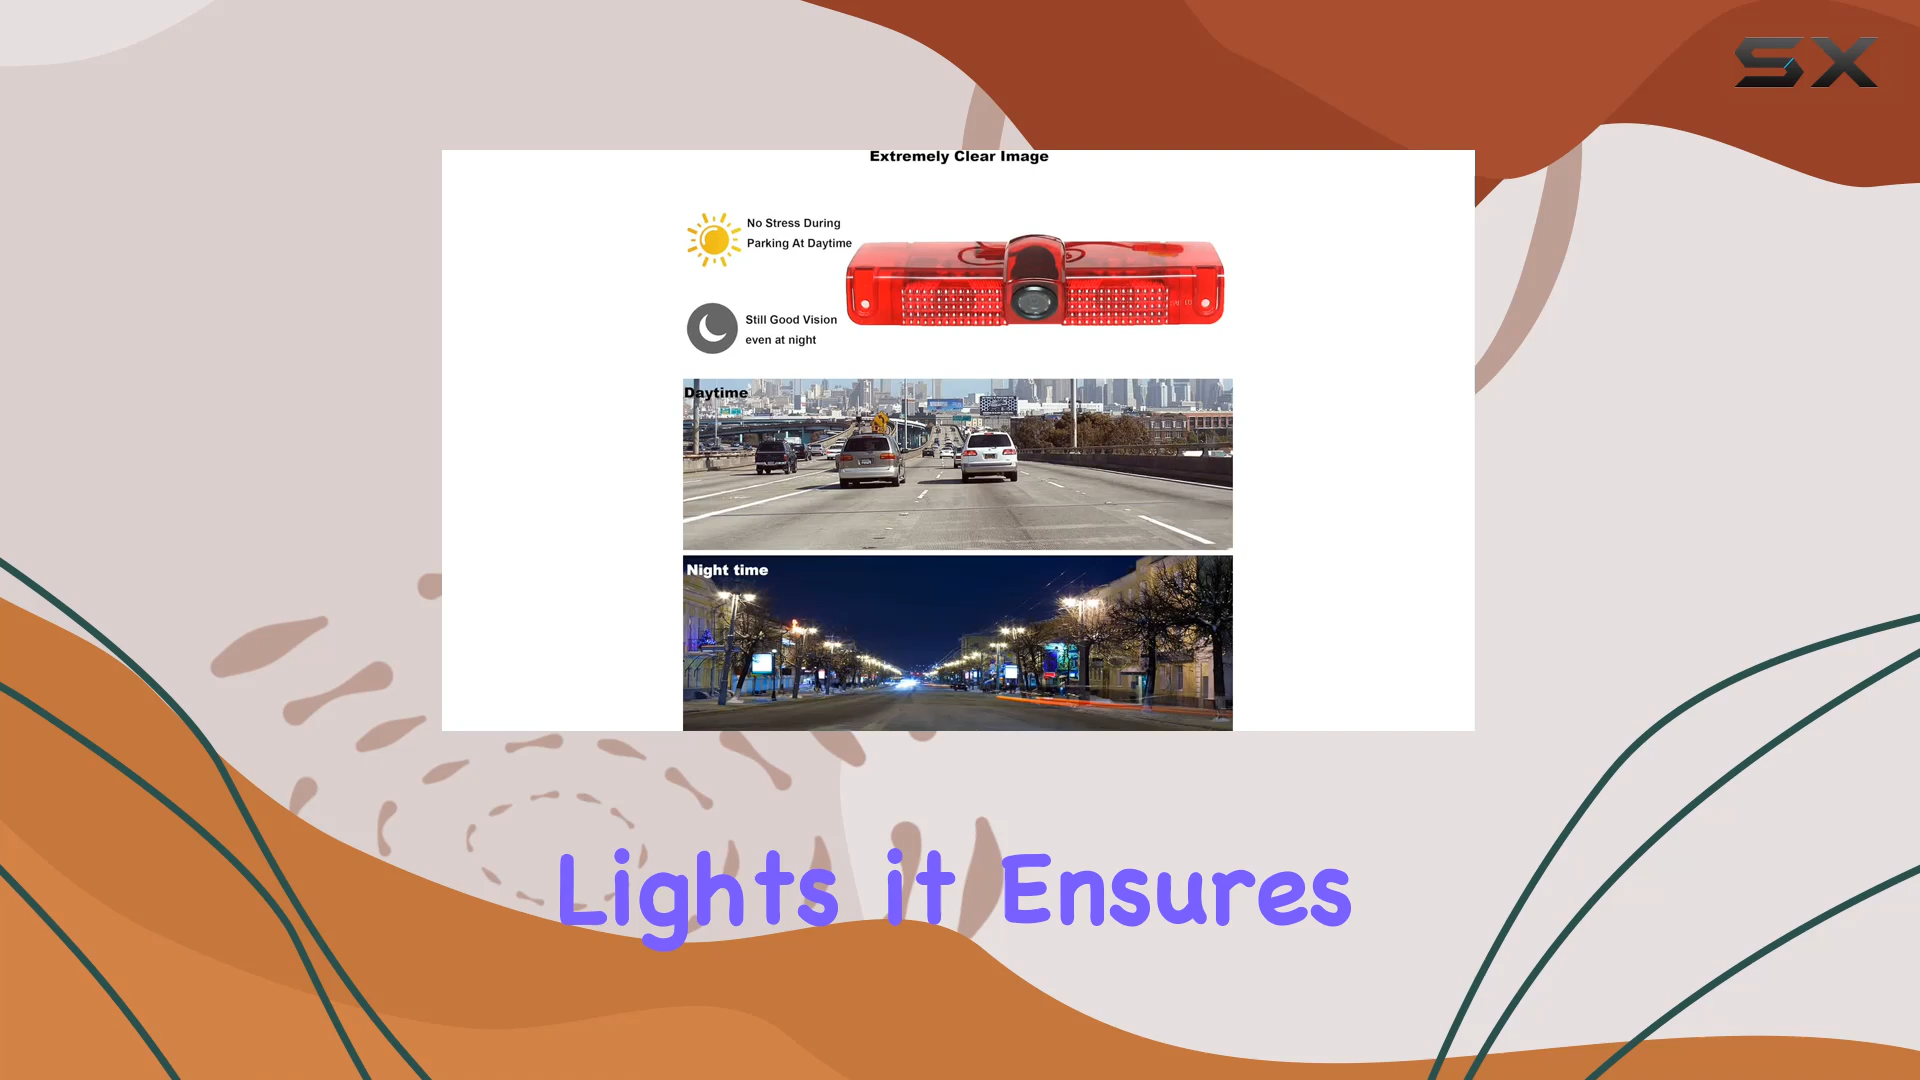 SX
Extremely Clear Image
No Stress During
Parking At Daytime
Still Good Vision
even at night
Daytime
Night time
Lights it Ensures